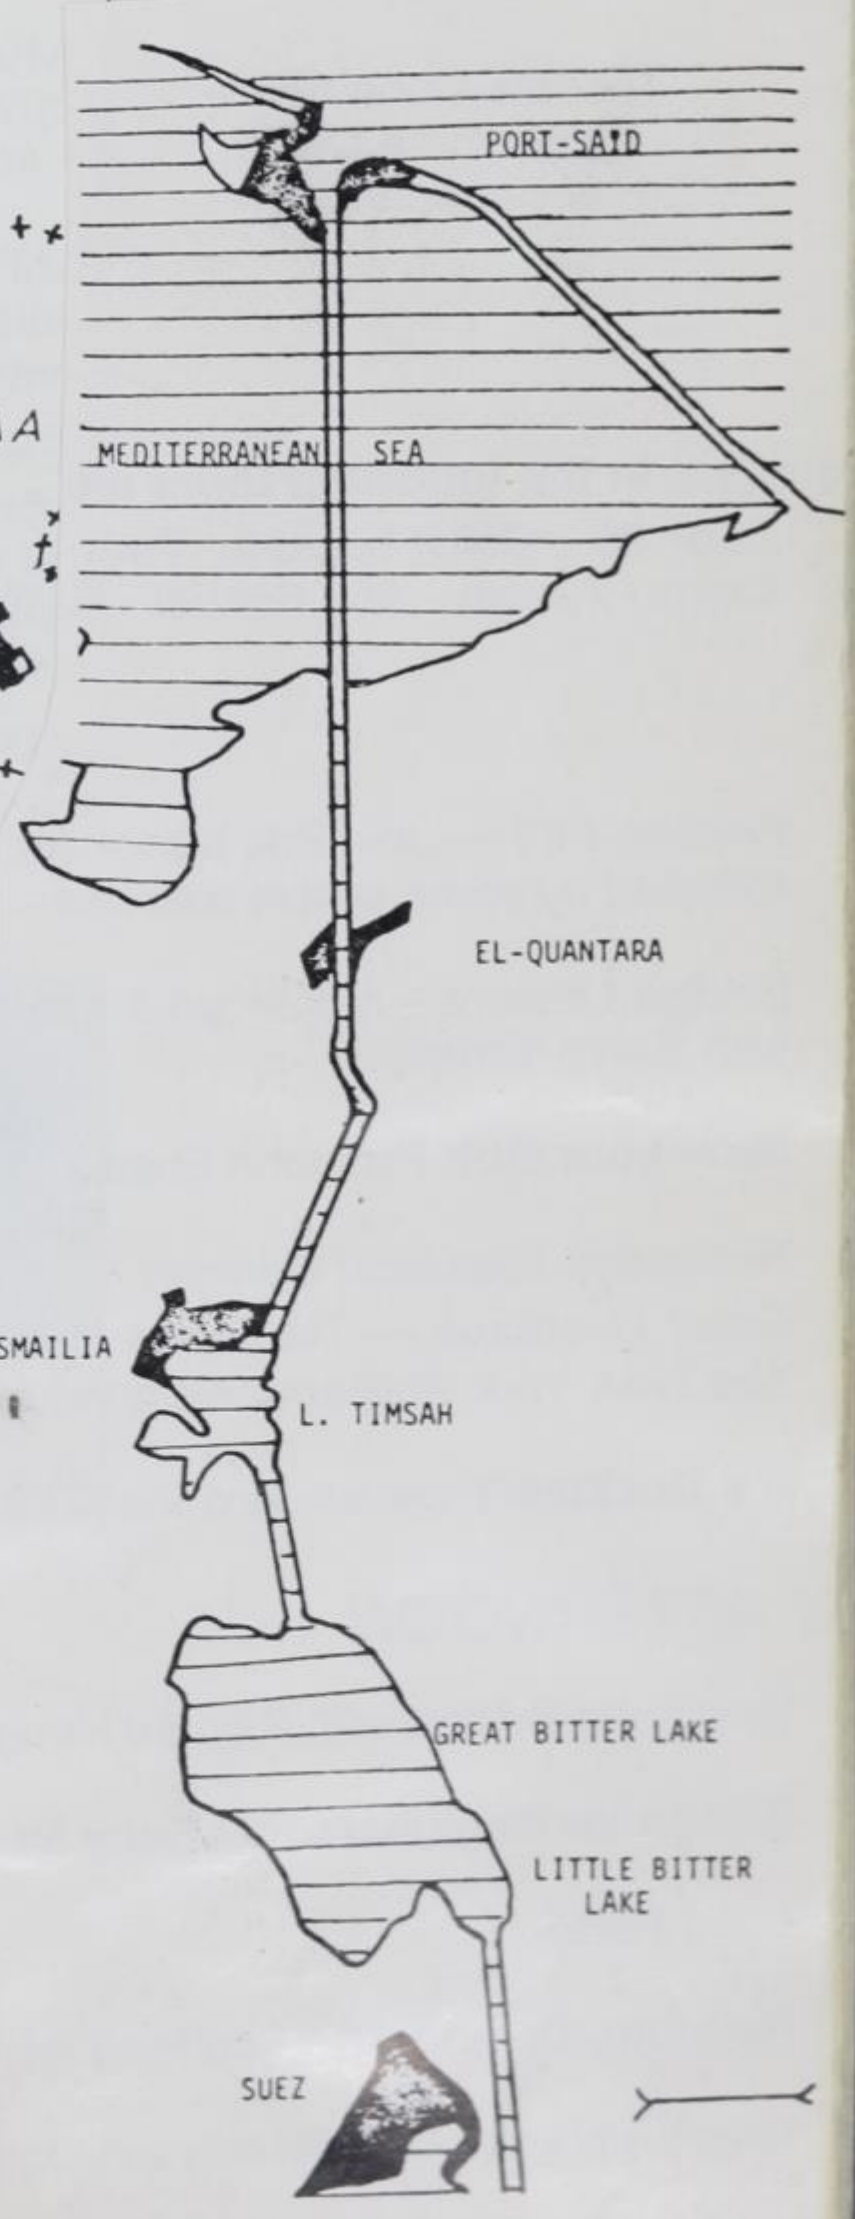 PORT-SAID
A
MEDITERRANEAN SEA
EL-QUANTARA
SMAILIA
L. TIMSAH
GREAT BITTER LAKE
LITTLE BITTER
LAKE
SUEZ